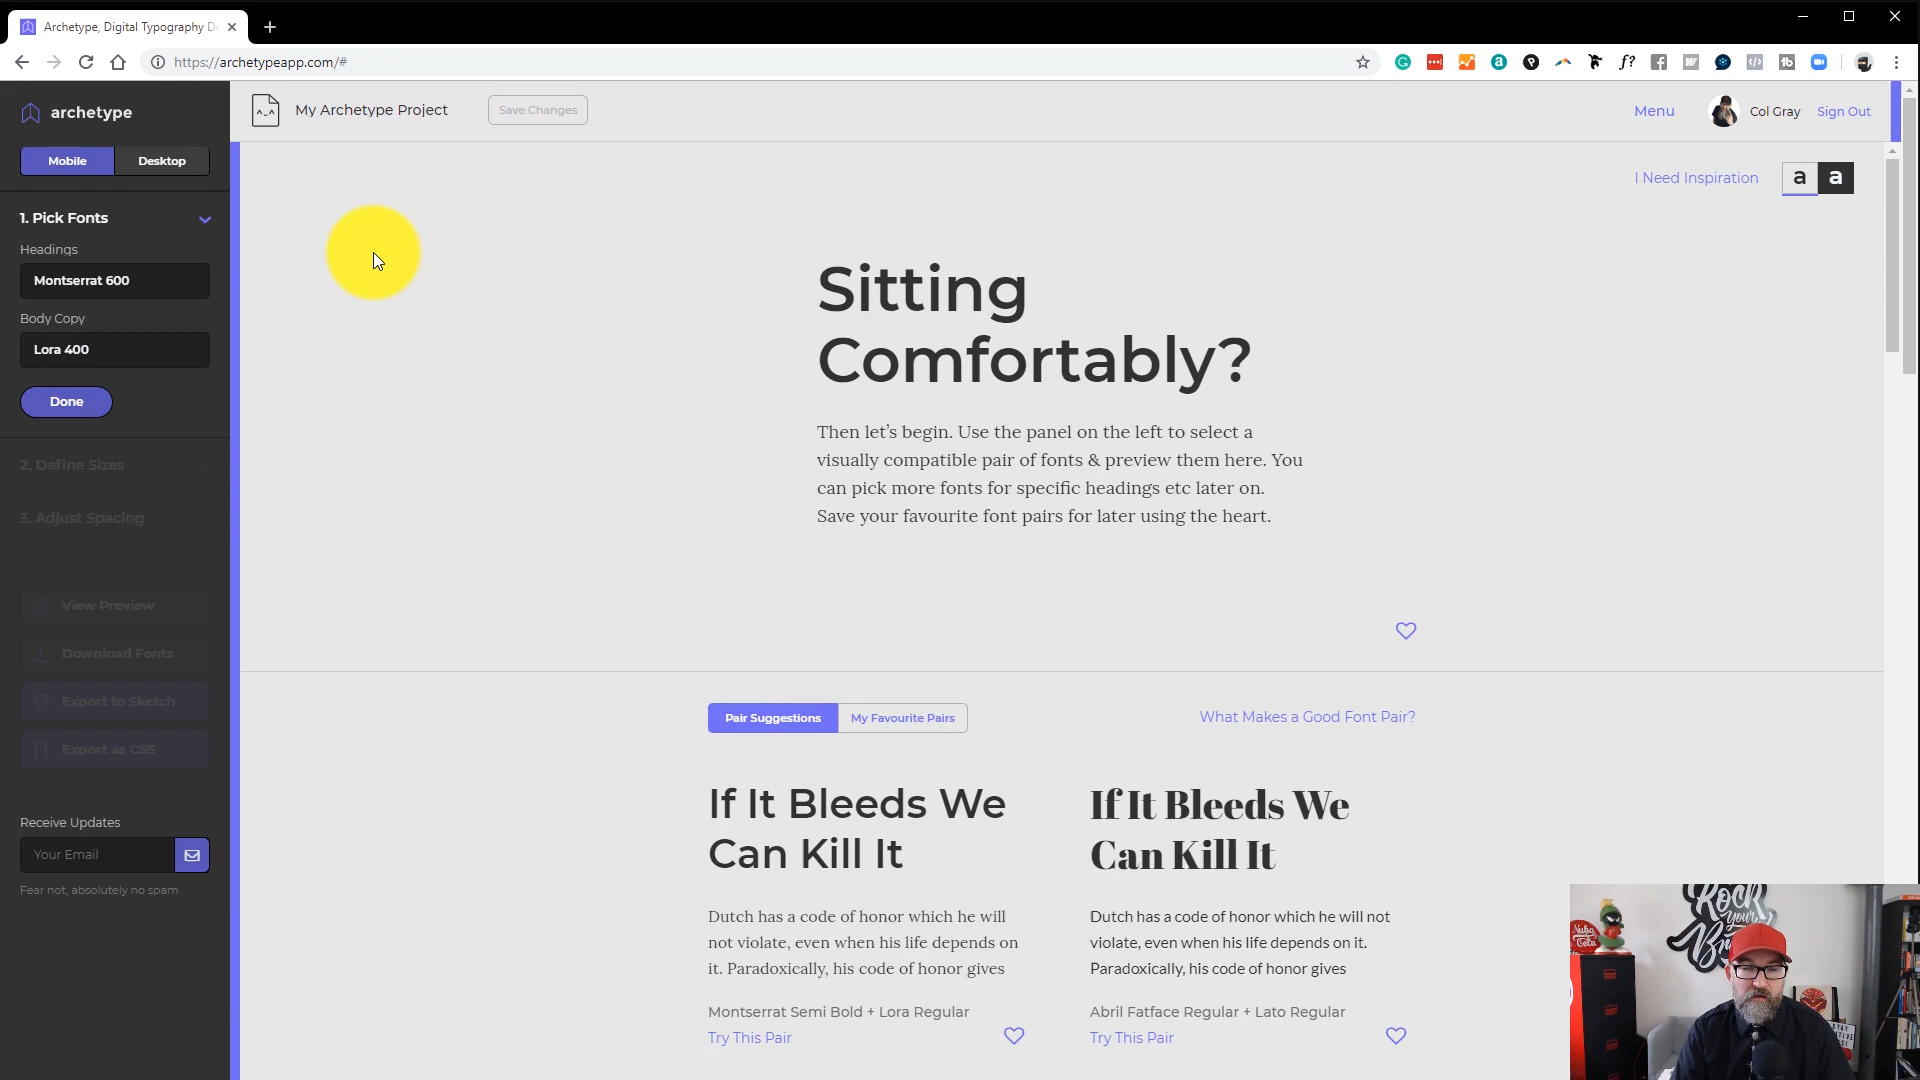 Archetype, Digital Typography De
https://archetypeapp.com/#
archetype
Mobile
Desktop
1. Pick Fonts
Headings
Montserrat 600
Body Copy
Lora 400
Done
2. Define Sizes
3. Adjust Spacing
View Preview
Download Fonts
Export to Sketch
Export as CSS
Receive Updates
Your Email
Fear not, absolutely no spam
My Archetype Project
Save Changes
Menu
Col Gray
Sign Out
I Need Inspiration
a
a
Sitting
Comfortably?
Then let’s begin. Use the panel on the left to select a
visually compatible pair of fonts & preview them here. You
can pick more fonts for specific headings etc later on.
Save your favourite font pairs for later using the heart.
Pair Suggestions
My Favourite Pairs
What Makes a Good Font Pair?
If It Bleeds We
Can Kill It
Dutch has a code of honor which he will
not violate, even when his life depends on
it. Paradoxically, his code of honor gives
Montserrat Semi Bold + Lora Regular
Try This Pair
If It Bleeds We
Can Kill It
Dutch has a code of honor which he will not
violate, even when his life depends on it.
Paradoxically, his code of honor gives
Abril Fatface Regular + Lato Regular
Try This Pair
Rock
your
Nuka
Cola